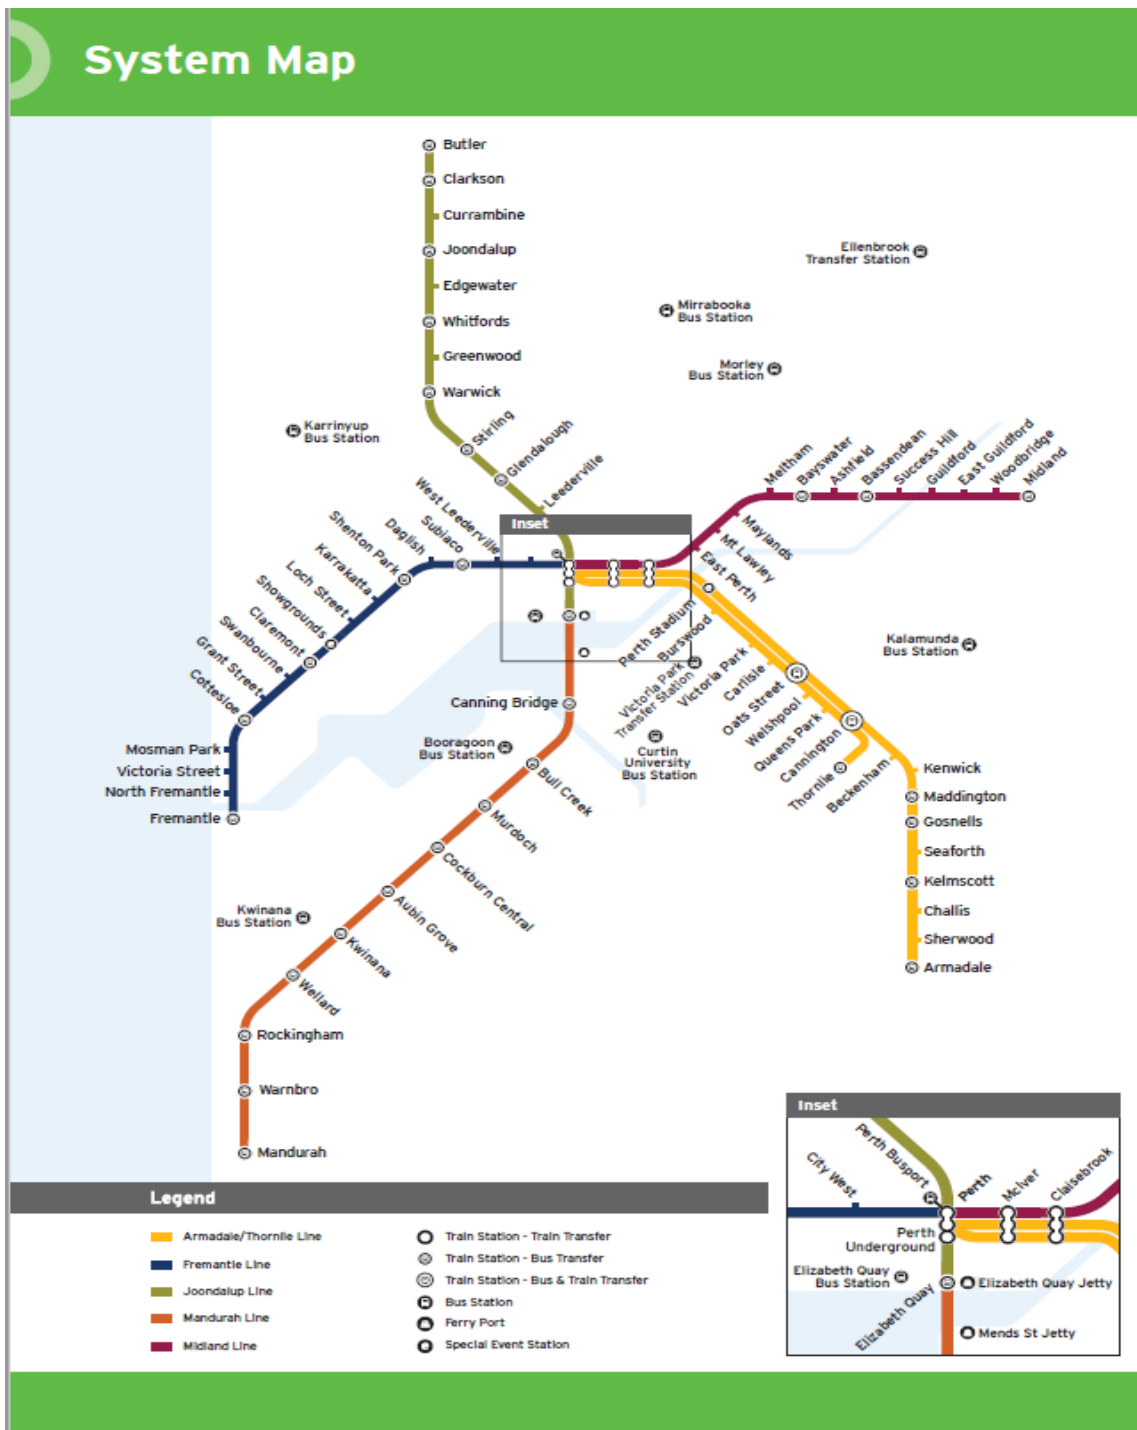 System Map
Butler
Clarkson
Currambine
Joondalup
Edgewater
Whitfords
Greenwood
Warwick
Stirling
Glendalough
Leederville
Ellenbrook
Transfer Station
Mirrabooka
Bus Station
Morley
Bus Station
Karrinyup
Bus Station
Inset
West Leederville
Subiaco
Daglish
Shenton Park
Karrakatta
Loch Street
Showgrounds
Claremont
Swanbourne
Grant Street
Cottesloe
Mosman Park
Victoria Street
North Fremantle
Fremantle
Meltham
Bayswater
Ashfield
Bassendean
Success Hill
Guildford
East Guildford
Woodbridge
Midland
Maylands
Mt Lawley
East Perth
Perth Stadium
Burswood
Victoria Park
Transfer Station
Victoria Park
Carlisle
Oats Street
Welshpool
Queens Park
Cannington
Thornlie
Beckenham
Kalamunda
Bus Station
Curtin
University
Bus Station
Kenwick
Maddington
Gosnells
Seaforth
Kelmscott
Challis
Sherwood
Armadale
Canning Bridge
Booragoon
Bus Station
Bull Creek
Murdoch
Cockburn Central
Aubin Grove
Kwinana
Wellard
Kwinana
Bus Station
Rockingham
Warnbro
Mandurah
Inset
City West
Perth Busport
Perth
McIver
Claisebrook
Perth
Underground
Elizabeth Quay
Bus Station
Elizabeth Quay
Elizabeth Quay Jetty
Mends St Jetty
Legend
Armadale/Thornlie Line
Fremantle Line
Joondalup Line
Mandurah Line
Midland Line
Train Station - Train Transfer
Train Station - Bus Transfer
Train Station - Bus & Train Transfer
Bus Station
Ferry Port
Special Event Station